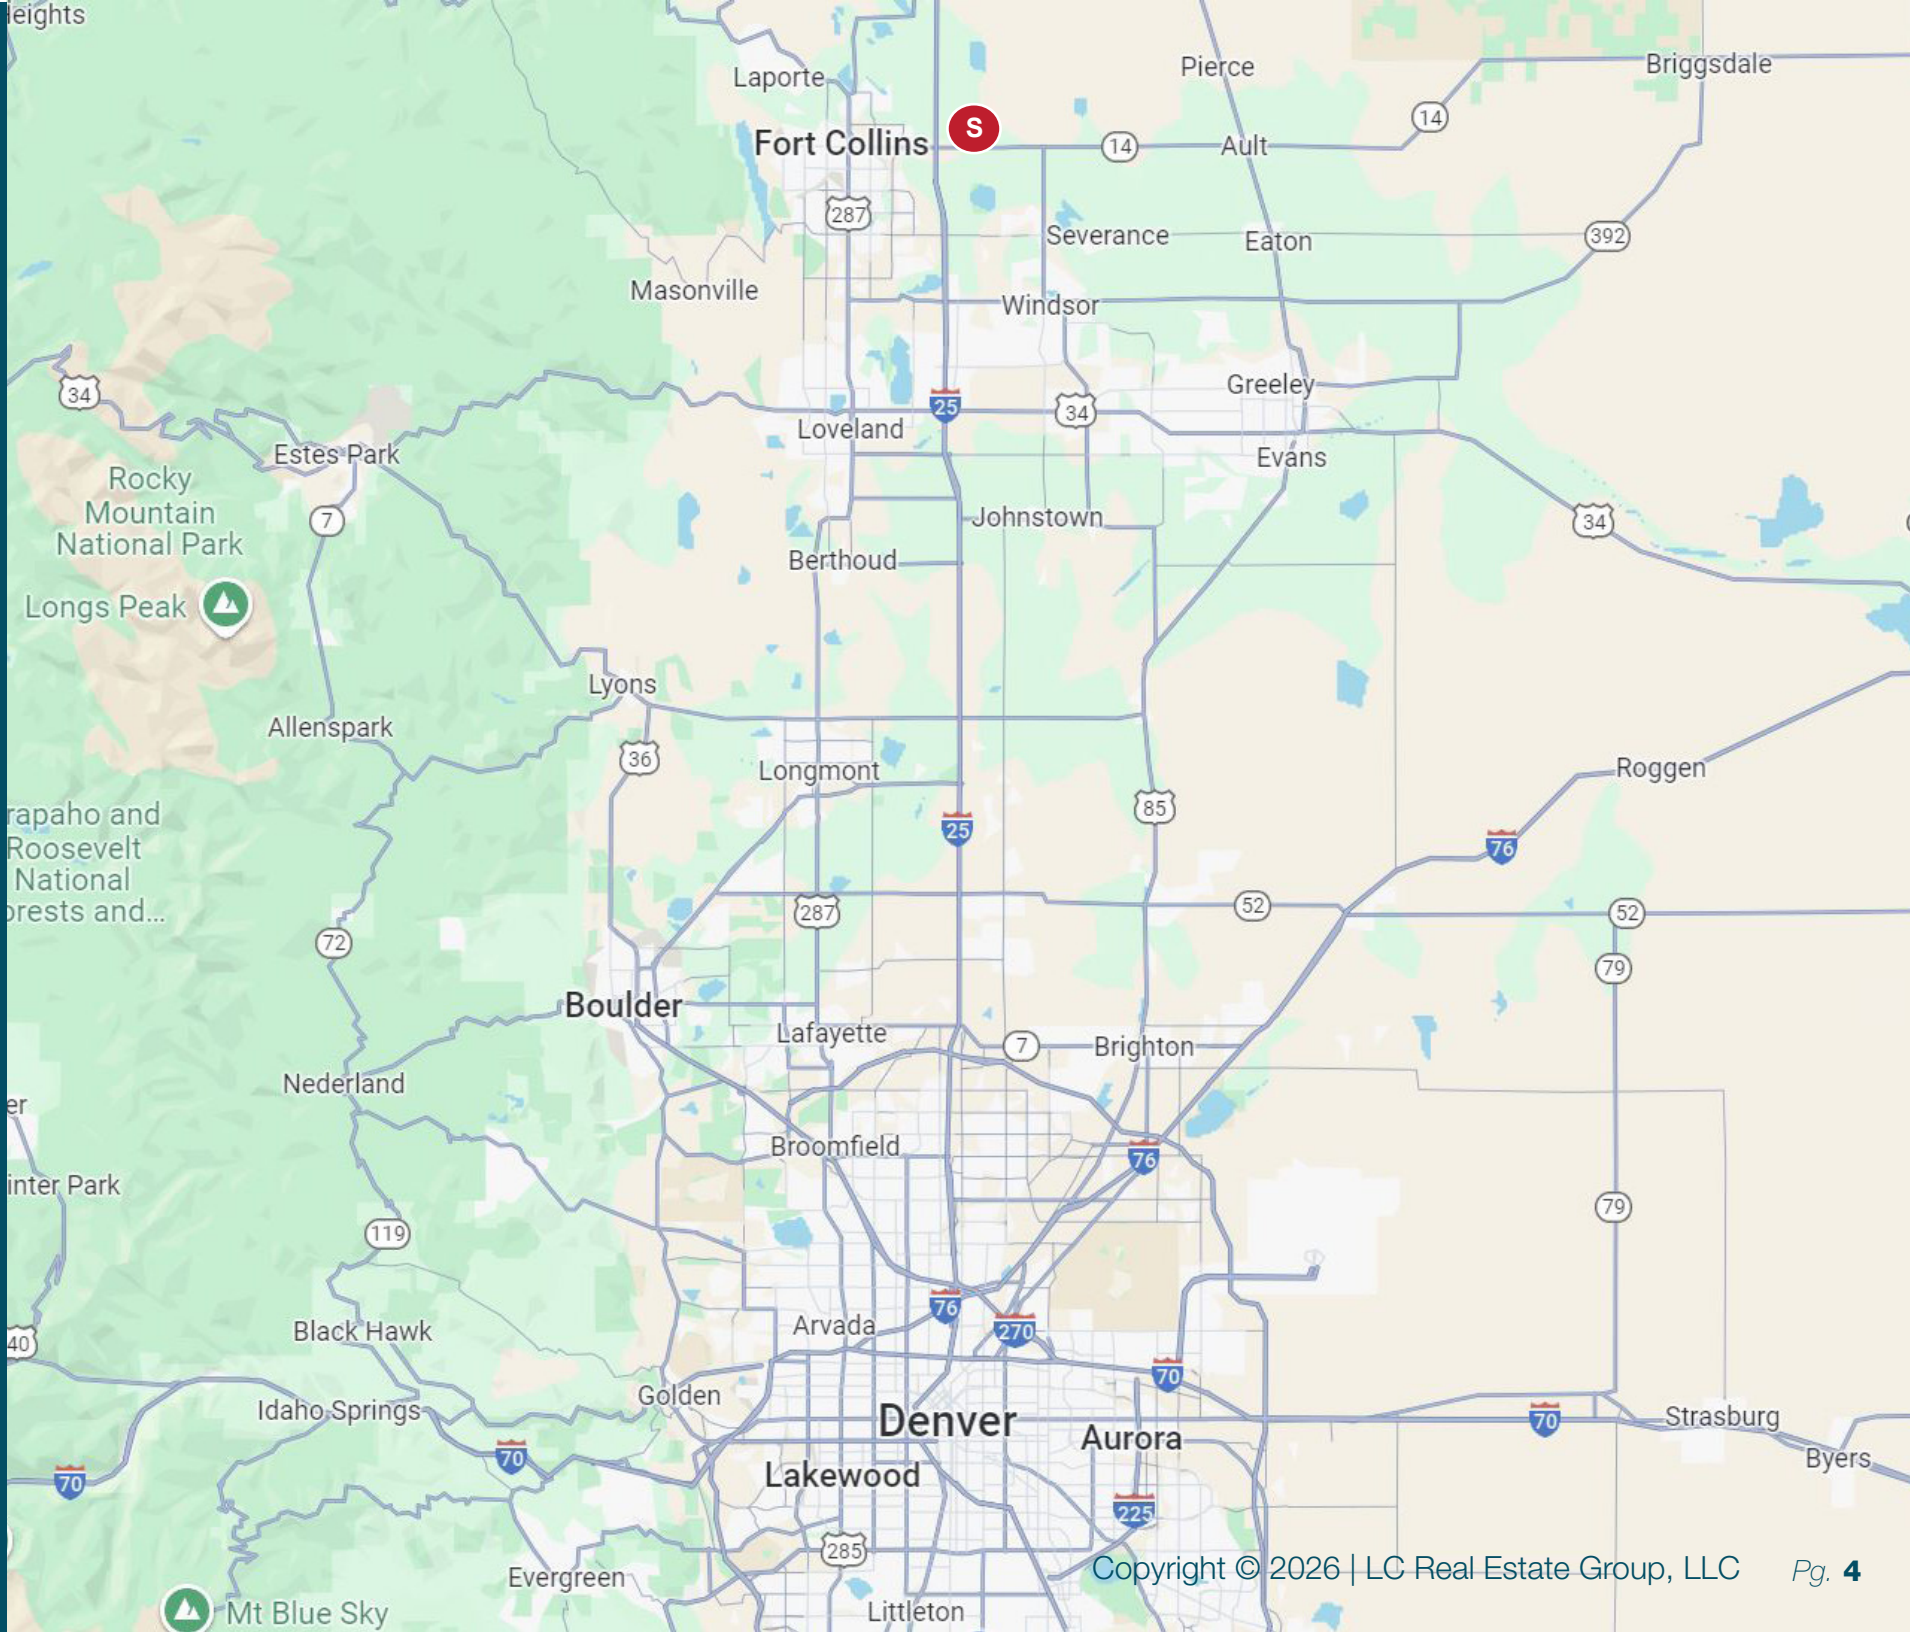 Heights
Laporte
Pierce
Briggsdale
S
14
Fort Collins
14
Ault
287
Severance
Eaton
392
Masonville
Windsor
34
Greeley
25
34
Loveland
Estes Park
Evans
Rocky
Mountain
National Park
7
Johnstown
34
Berthoud
Longs Peak
Lyons
Allenspark
36
Longmont
Roggen
85
rapaho and
Roosevelt
National
orests and...
25
76
287
52
52
72
79
Boulder
Lafayette
7
Brighton
Nederland
er
Broomfield
76
inter Park
79
119
76
Arvada
270
Black Hawk
40
70
Golden
Idaho Springs
Denver
70
Strasburg
Aurora
70
Byers
70
Lakewood
225
285
Copyright © 2026 | LC Real Estate Group, LLC Pg. 4
Evergreen
Mt Blue Sky
Littleton